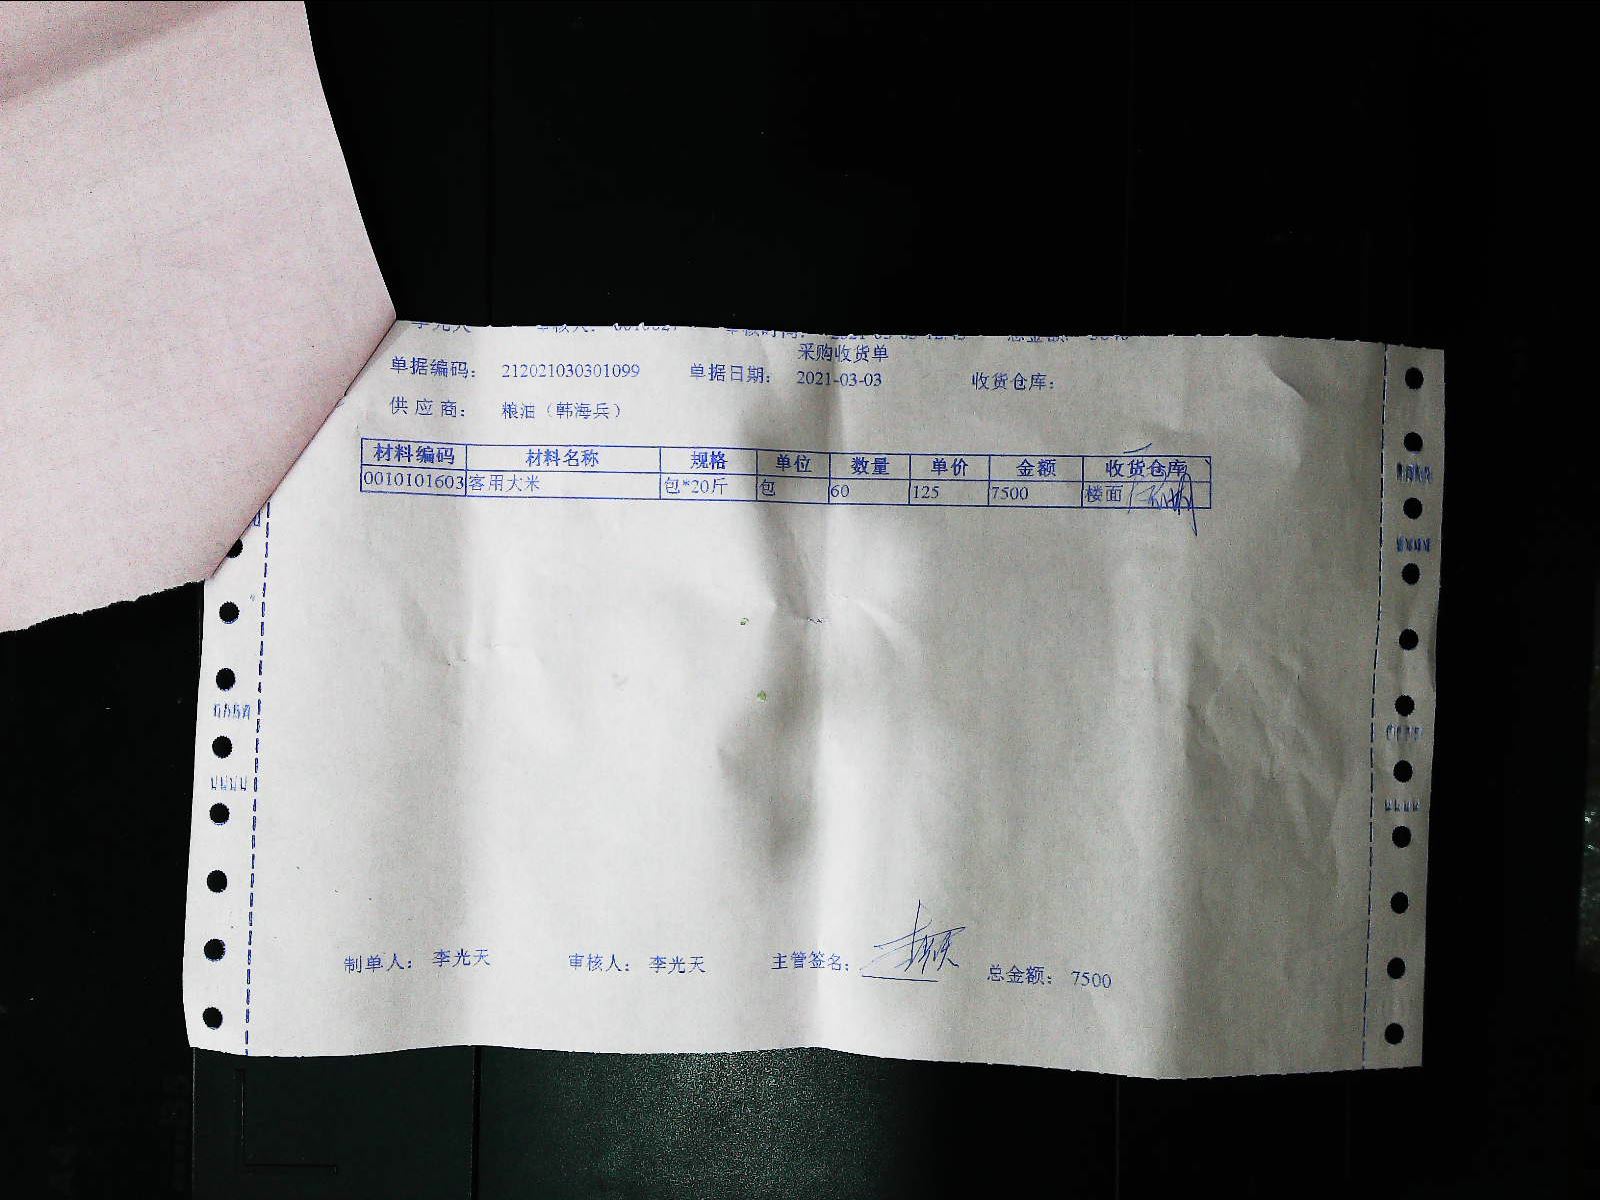 采购收货单
单据编码： 212021030301099 单据日期： 2021-03-03 收货仓库：
供应商： 粮油（韩海兵）
材料编码 材料名称 规格 单位 数量 单价 金额 收货仓库
0010101603 客用大米 包*20斤 包 60 125 7500 楼面
制单人： 李光天 审核人： 李光天 主管签名： 总金额： 7500